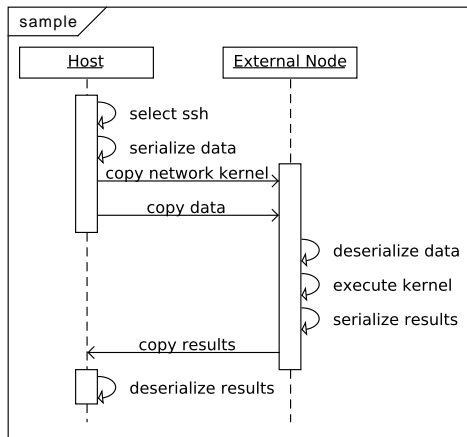 sample
Host
External Node
select ssh
serialize data
copy network kernel
copy data
deserialize data
execute kernel
serialize results
copy results
deserialize results